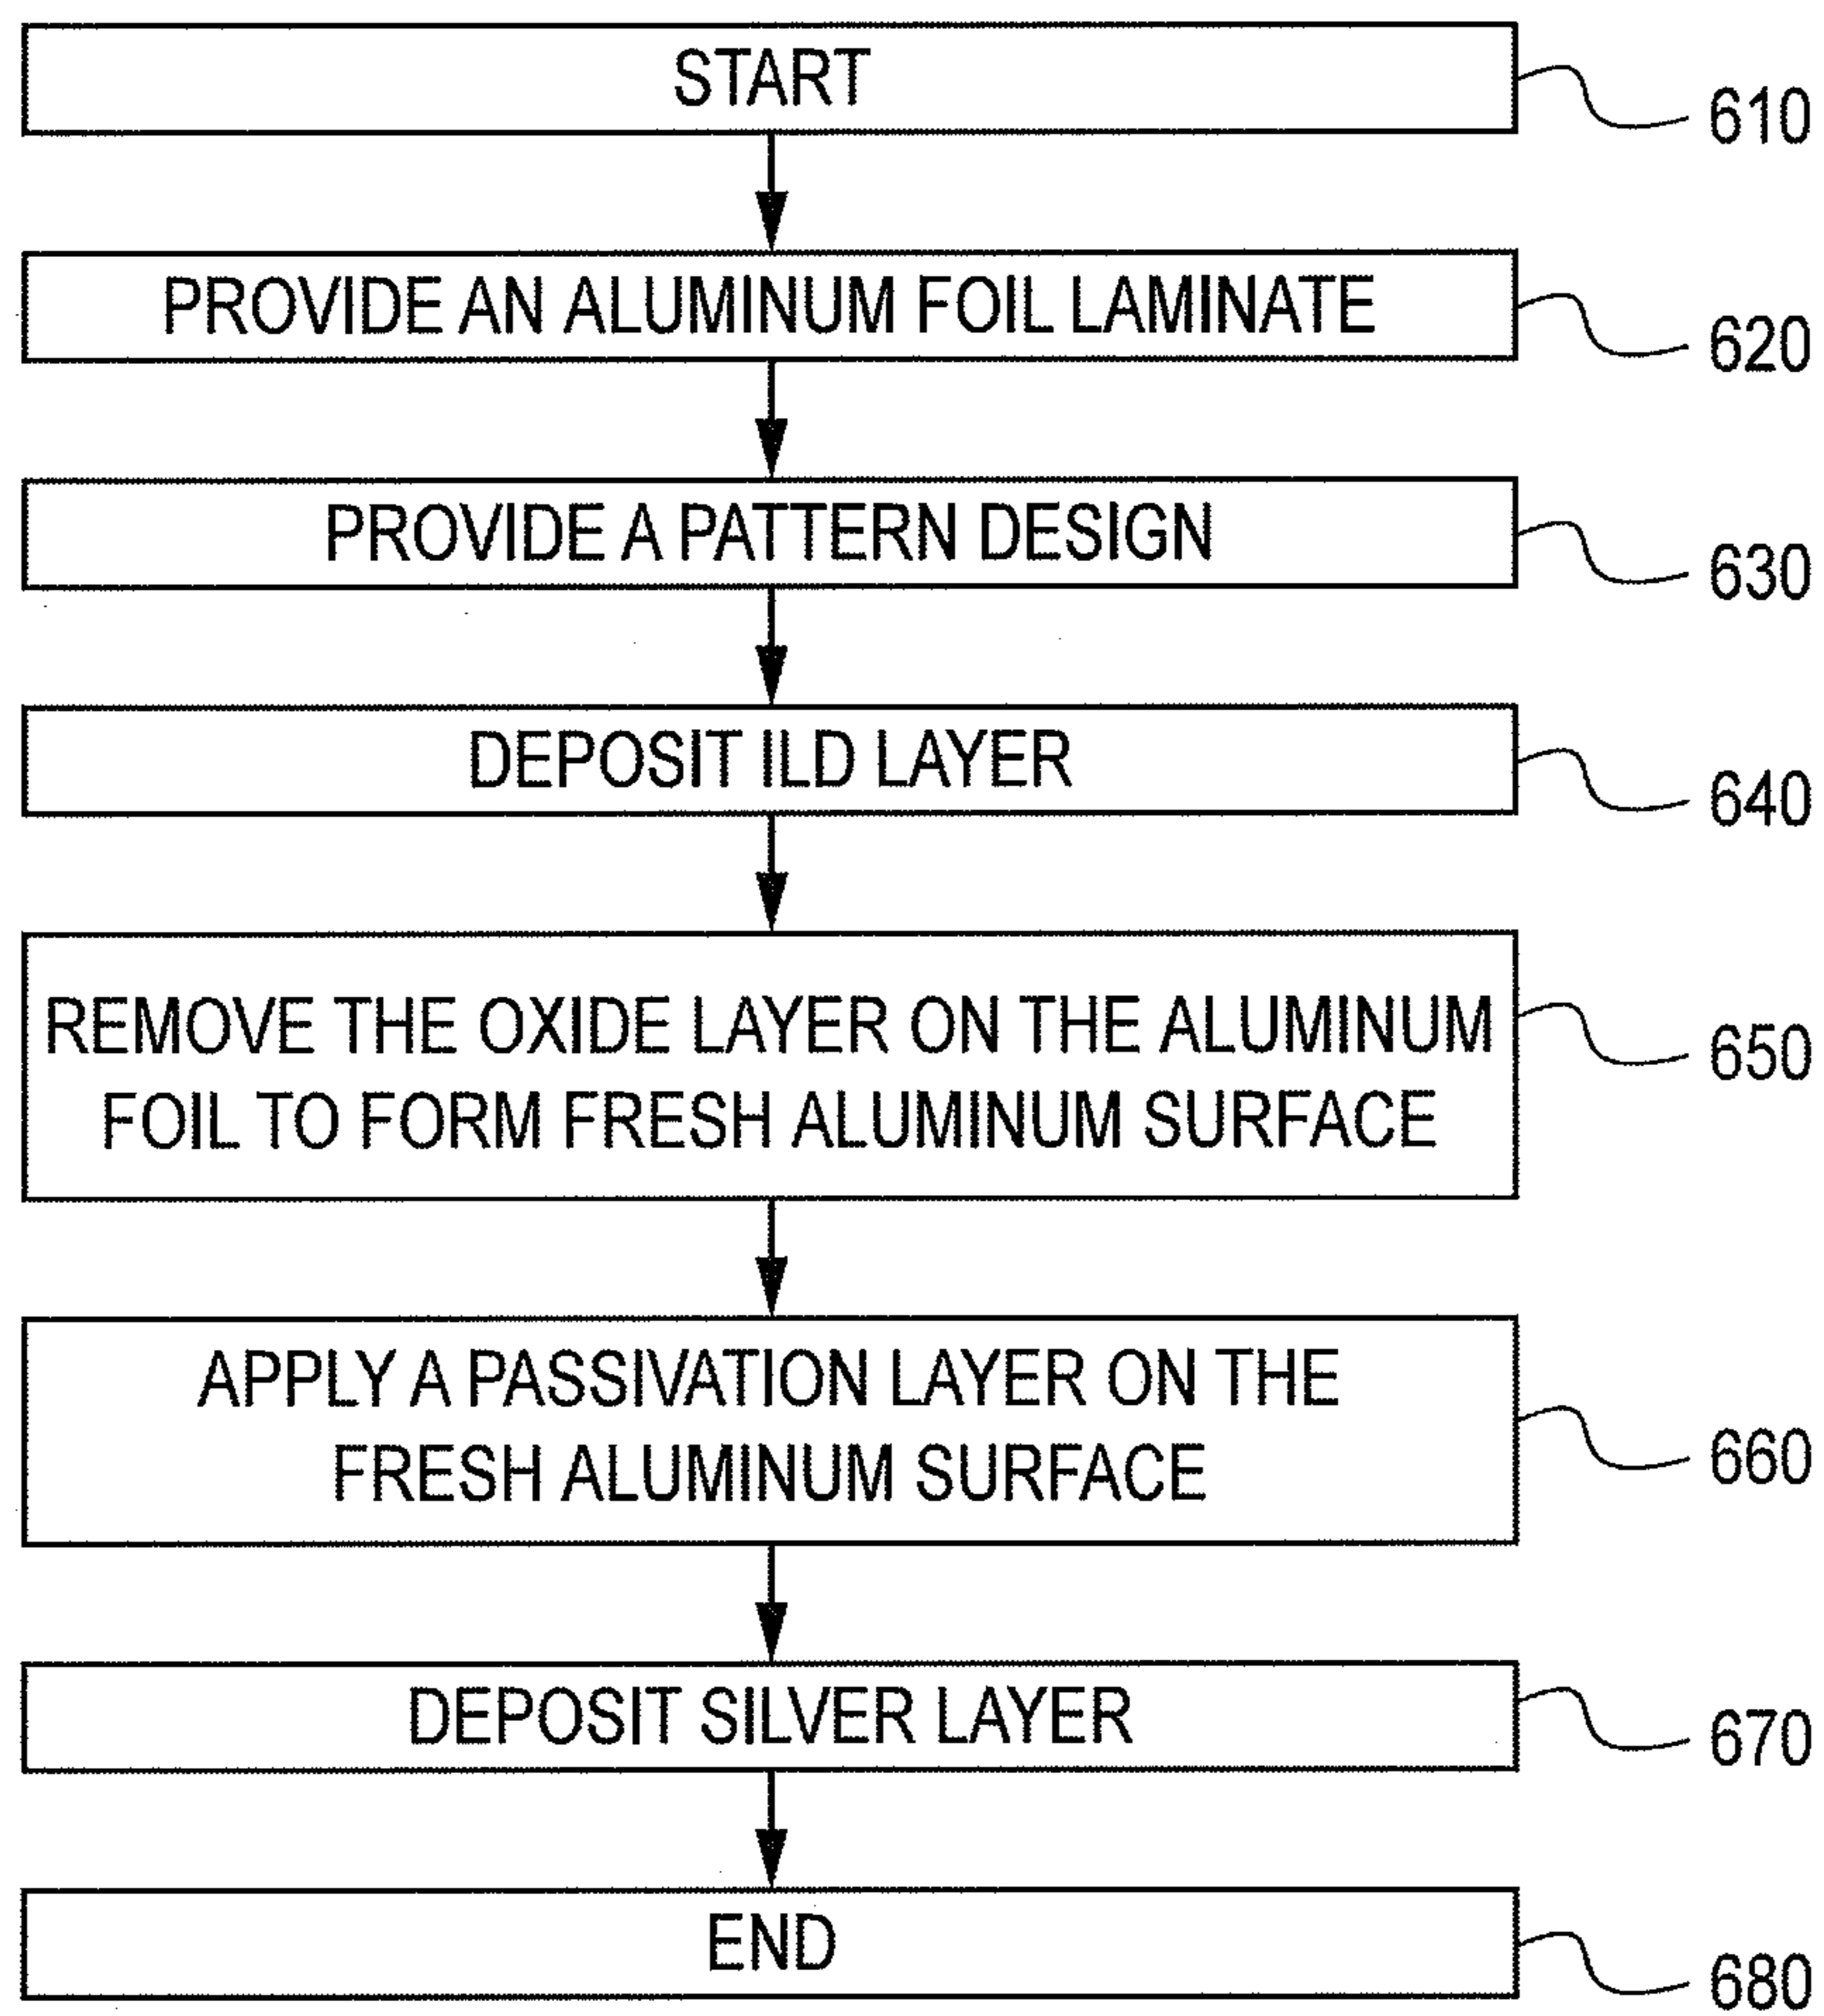 START
610
PROVIDE AN ALUMINUM FOIL LAMINATE
620
PROVIDE A PATTERN DESIGN
630
DEPOSIT ILD LAYER
640
REMOVE THE OXIDE LAYER ON THE ALUMINUM
FOIL TO FORM FRESH ALUMINUM SURFACE
650
APPLY A PASSIVATION LAYER ON THE
FRESH ALUMINUM SURFACE
660
DEPOSIT SILVER LAYER
670
END
680